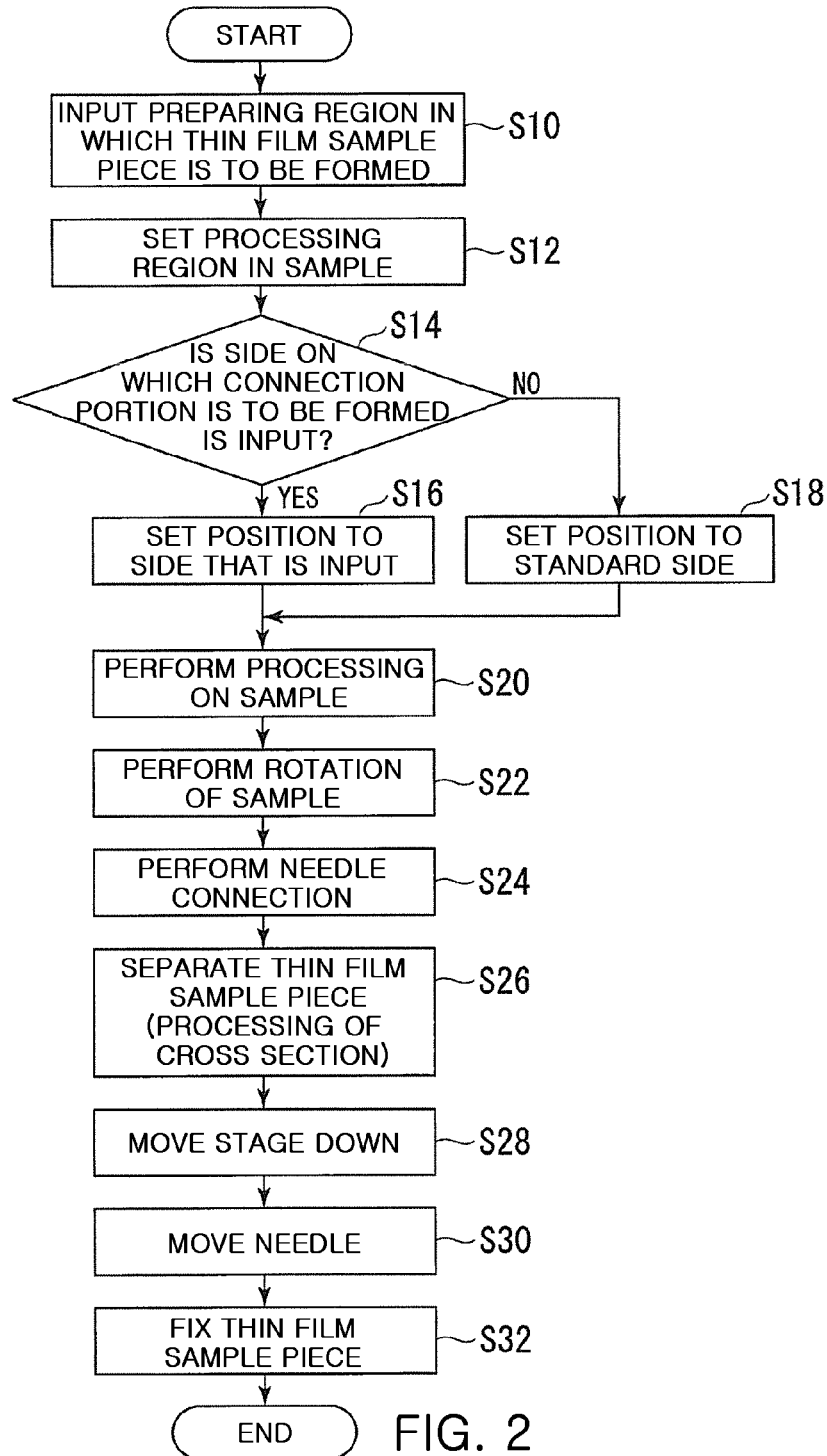 START
INPUT PREPARING REGION IN
WHICH THIN FILM SAMPLE
PIECE IS TO BE FORMED
S10
SET PROCESSING
REGION IN SAMPLE
S12
S14
IS SIDE ON
WHICH CONNECTION
PORTION IS TO BE FORMED
IS INPUT?
NO
YES
S16
SET POSITION TO
SIDE THAT IS INPUT
S18
SET POSITION TO
STANDARD SIDE
PERFORM PROCESSING
ON SAMPLE
S20
PERFORM ROTATION
OF SAMPLE
S22
PERFORM NEEDLE
CONNECTION
S24
SEPARATE THIN FILM
SAMPLE PIECE
(PROCESSING OF
CROSS SECTION)
S26
MOVE STAGE DOWN
S28
MOVE NEEDLE
S30
FIX THIN FILM
SAMPLE PIECE
S32
END
FIG. 2